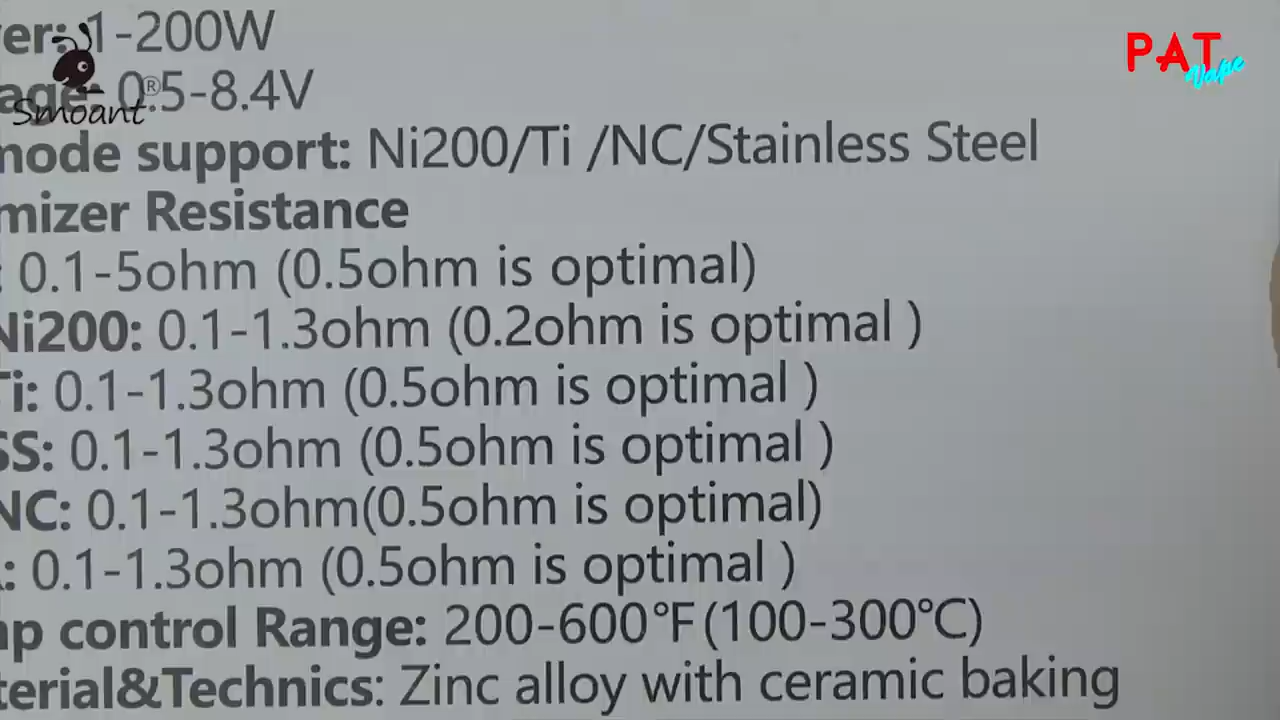 er: 1-200W
age: 0.5-8.4V
Smoant®
PAT
Vape
mode support: Ni200/Ti /NC/Stainless Steel
mizer Resistance
: 0.1-5ohm (0.5ohm is optimal)
Ni200: 0.1-1.3ohm (0.2ohm is optimal )
Ti: 0.1-1.3ohm (0.5ohm is optimal )
SS: 0.1-1.3ohm (0.5ohm is optimal )
NC: 0.1-1.3ohm(0.5ohm is optimal)
: 0.1-1.3ohm (0.5ohm is optimal )
p control Range: 200-600°F(100-300°C)
terial&Technics: Zinc alloy with ceramic baking